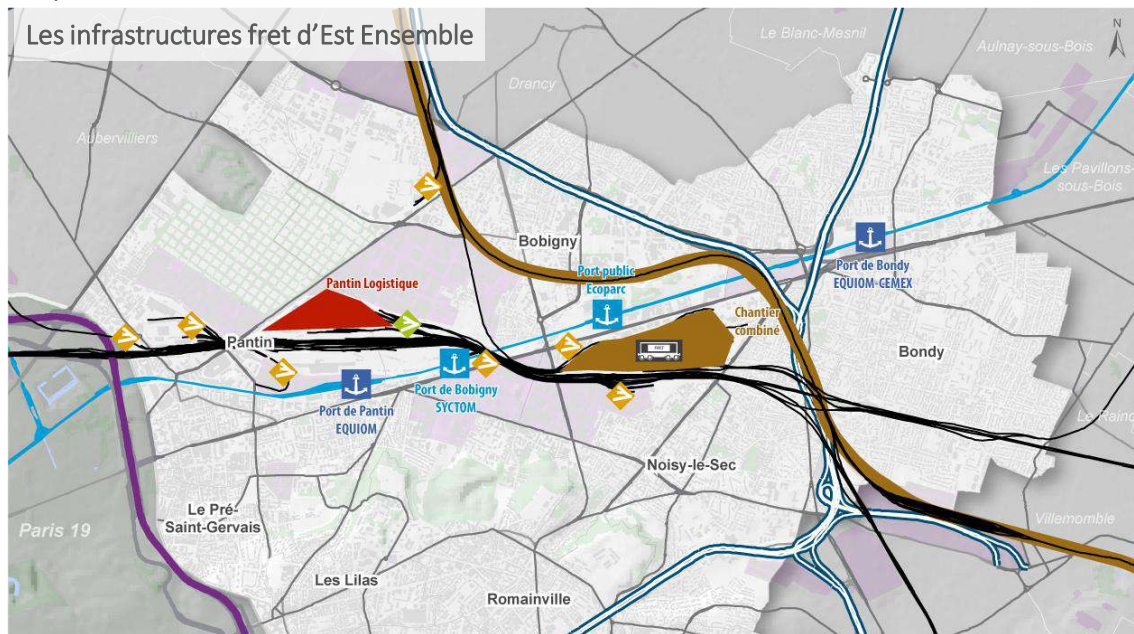 Les infrastructures fret d'Est Ensemble
N
Le Blanc-Mesnil
Aulnay-sous-Bois
Drancy
Aubervilliers
Les Pavillons-
sous-Bois
Bobigny
Port public
Ecoparc
Port de Bondy
EQUIOM-CEMEX
Pantin Logistique
Chantier
combiné
Pantin
Bondy
Port de Bobigny
SYCTOM
Port de Pantin
EQUIOM
Le Rainc
Noisy-le-Sec
Le Pré-
Saint-Gervais
Paris 19
Villemomble
Les Lilas
Romainville